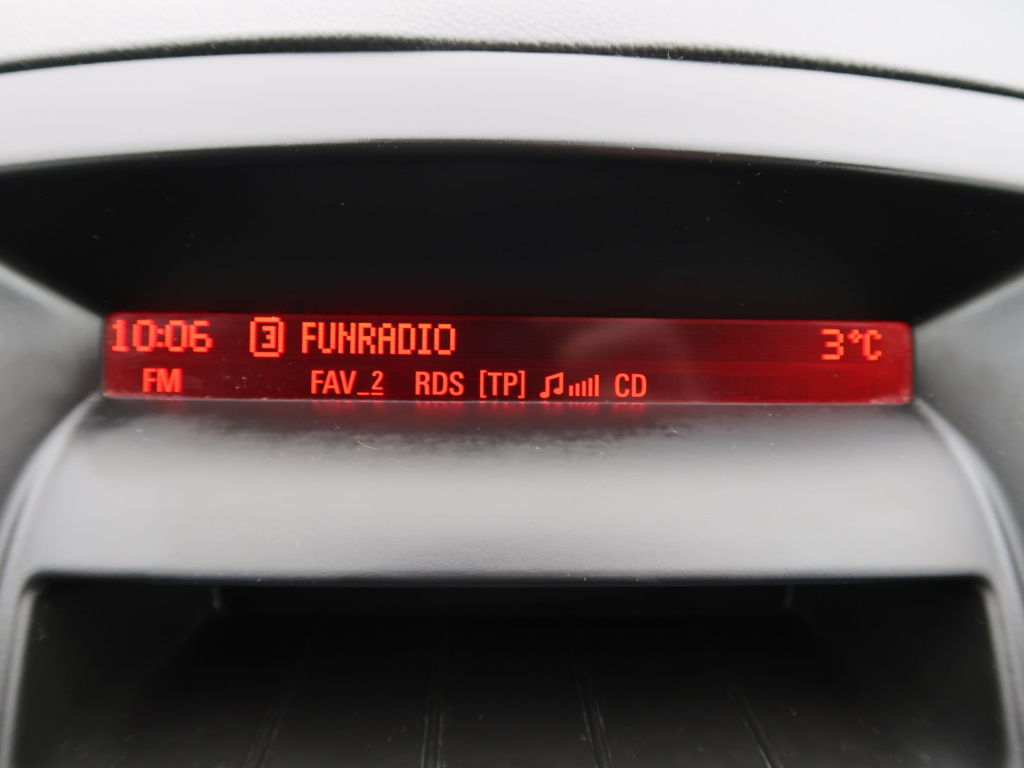 10:06 3 FUNRADIO 3°C
FM FAV_2 RDS [TP] CD